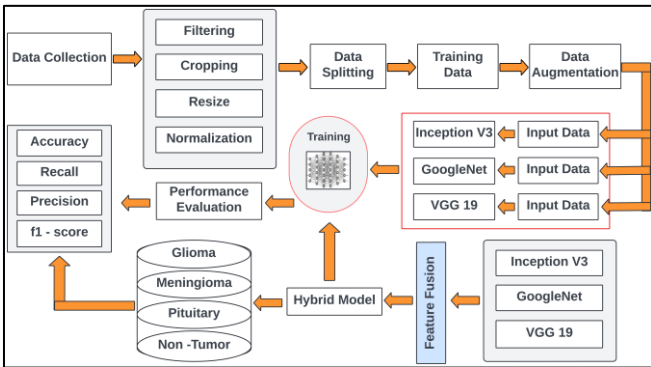 Data Collection
Filtering
Cropping
Resize
Normalization
Data
Splitting
Training
Data
Data
Augmentation
Inception V3
Input Data
GoogleNet
Input Data
VGG 19
Input Data
Training
Performance
Evaluation
Accuracy
Recall
Precision
f1 - score
Glioma
Meningioma
Pituitary
Non -Tumor
Hybrid Model
Feature Fusion
Inception V3
GoogleNet
VGG 19